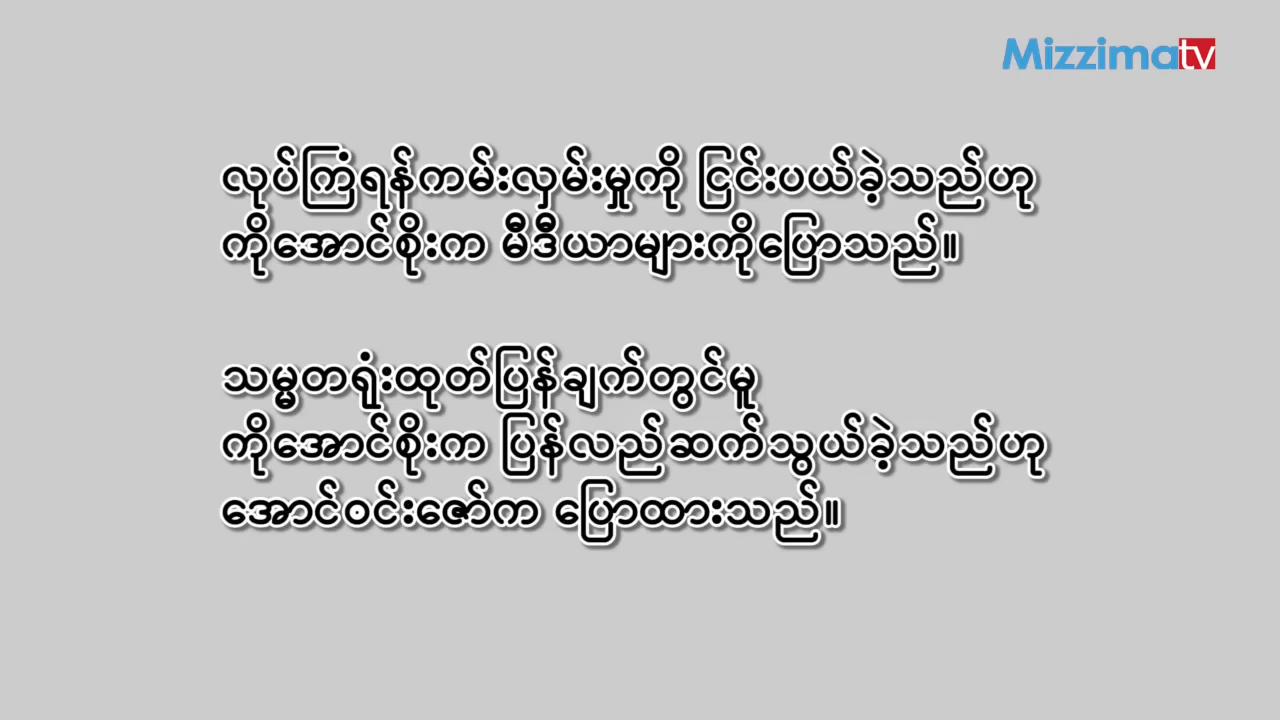 Mizzima tv
လုပ်ကြံရန်ကမ်းလှမ်းမှုကို ငြင်းပယ်ခဲ့သည်ဟု
ကိုအောင်စိုးက မီဒီယာများကိုပြောသည်။
သမ္မတရုံးထုတ်ပြန်ချက်တွင်မူ
ကိုအောင်စိုးက ပြန်လည်ဆက်သွယ်ခဲ့သည်ဟု
အောင်ဝင်းဇော်က ပြောထားသည်။